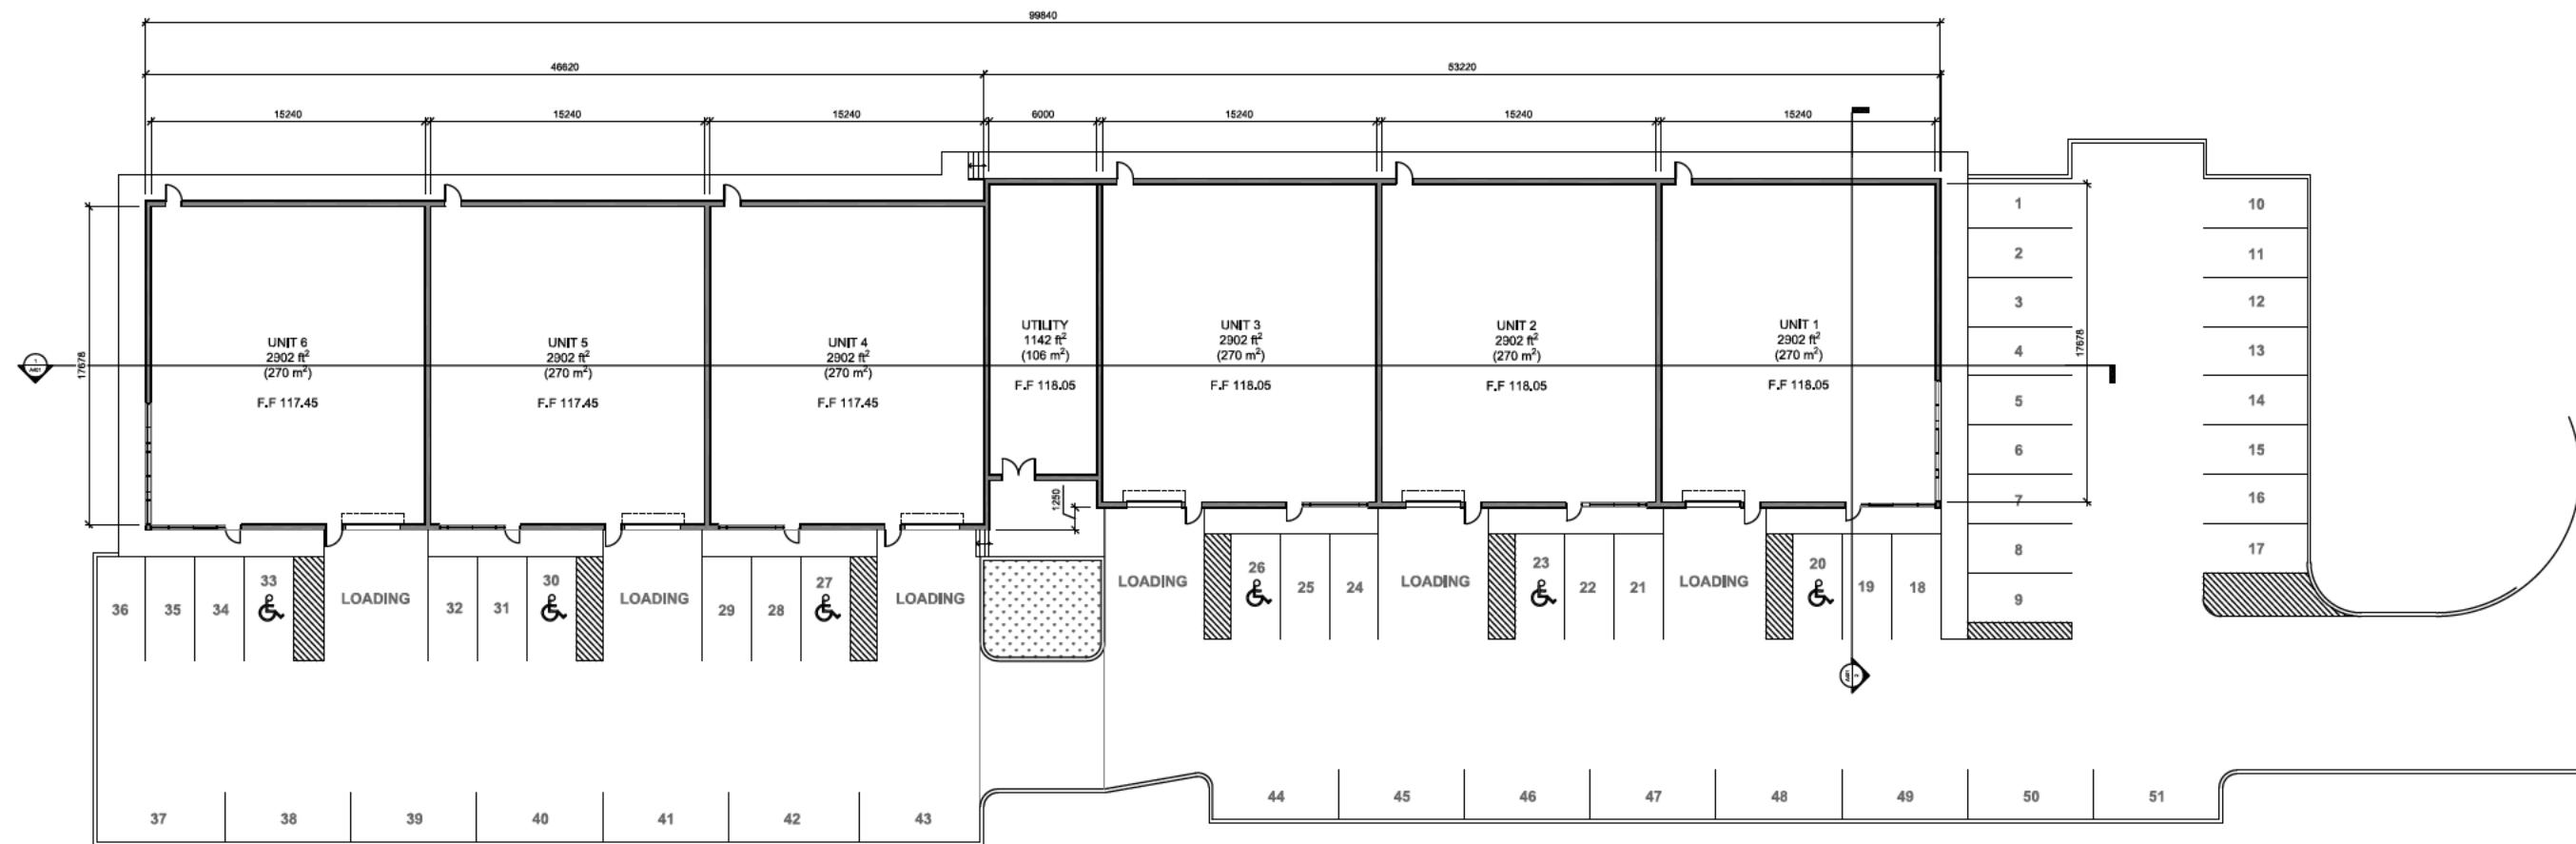 99840
46620
53220
15240
15240
15240
6000
15240
15240
15240
17678
17678
1250
UNIT 6
2902 ft²
(270 m²)
F.F 117.45
UNIT 5
2902 ft²
(270 m²)
F.F 117.45
UNIT 4
2902 ft²
(270 m²)
F.F 117.45
UTILITY
1142 ft²
(106 m²)
F.F 118.05
UNIT 3
2902 ft²
(270 m²)
F.F 118.05
UNIT 2
2902 ft²
(270 m²)
F.F 118.05
UNIT 1
2902 ft²
(270 m²)
F.F 118.05
1
A401
1
2
3
4
5
6
7
8
9
10
11
12
13
14
15
16
17
36
35
34
33
LOADING
32
31
30
LOADING
29
28
27
LOADING
LOADING
26
25
24
LOADING
23
22
21
LOADING
20
19
18
2
A401
37
38
39
40
41
42
43
44
45
46
47
48
49
50
51